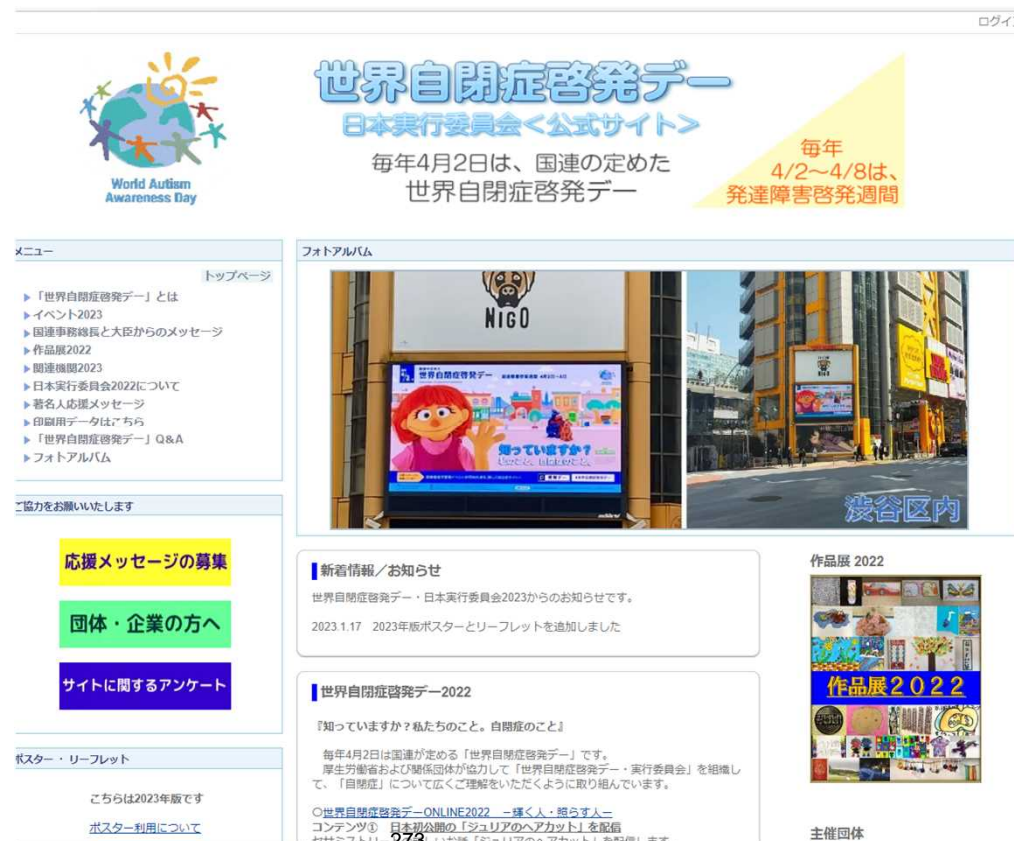 ログイ
World Autism
Awareness Day
世界自閉症啓発デー
日本実行委員会＜公式サイト＞
毎年4月2日は、国連の定めた
世界自閉症啓発デー
毎年
4/2～4/8は、
発達障害啓発週間
メニュー
トップページ
「世界自閉症啓発デー」とは
イベント2023
国連事務総長と大臣からのメッセージ
作品展2022
関連機関2023
日本実行委員会2022について
著名人応援メッセージ
印刷用データはこちら
「世界自閉症啓発デー」Q&A
フォトアルバム
ご協力をお願いいたします
応援メッセージの募集
団体・企業の方へ
サイトに関するアンケート
ポスター・リーフレット
こちらは2023年版です
ポスター利用について
フォトアルバム
NIGO
世界自閉症啓発デー
知っていますか？
渋谷区内
新着情報／お知らせ
世界自閉症啓発デー・日本実行委員会2023からのお知らせです。
2023.1.17 2023年版ポスターとリーフレットを追加しました
世界自閉症啓発デー2022
『知っていますか？私たちのこと。自閉症のこと』
毎年4月2日は国連が定める「世界自閉症啓発デー」です。
厚生労働省および関係団体が協力して「世界自閉症啓発デー・実行委員会」を組織し
て、「自閉症」について広くご理解をいただくように取り組んでいます。
○世界自閉症啓発デーONLINE2022 －輝く人・照らす人－
コンテンツ① 日本初公開の「ジュリアのヘアカット」を配信
273
作品展 2022
作品展２０２２
主催団体